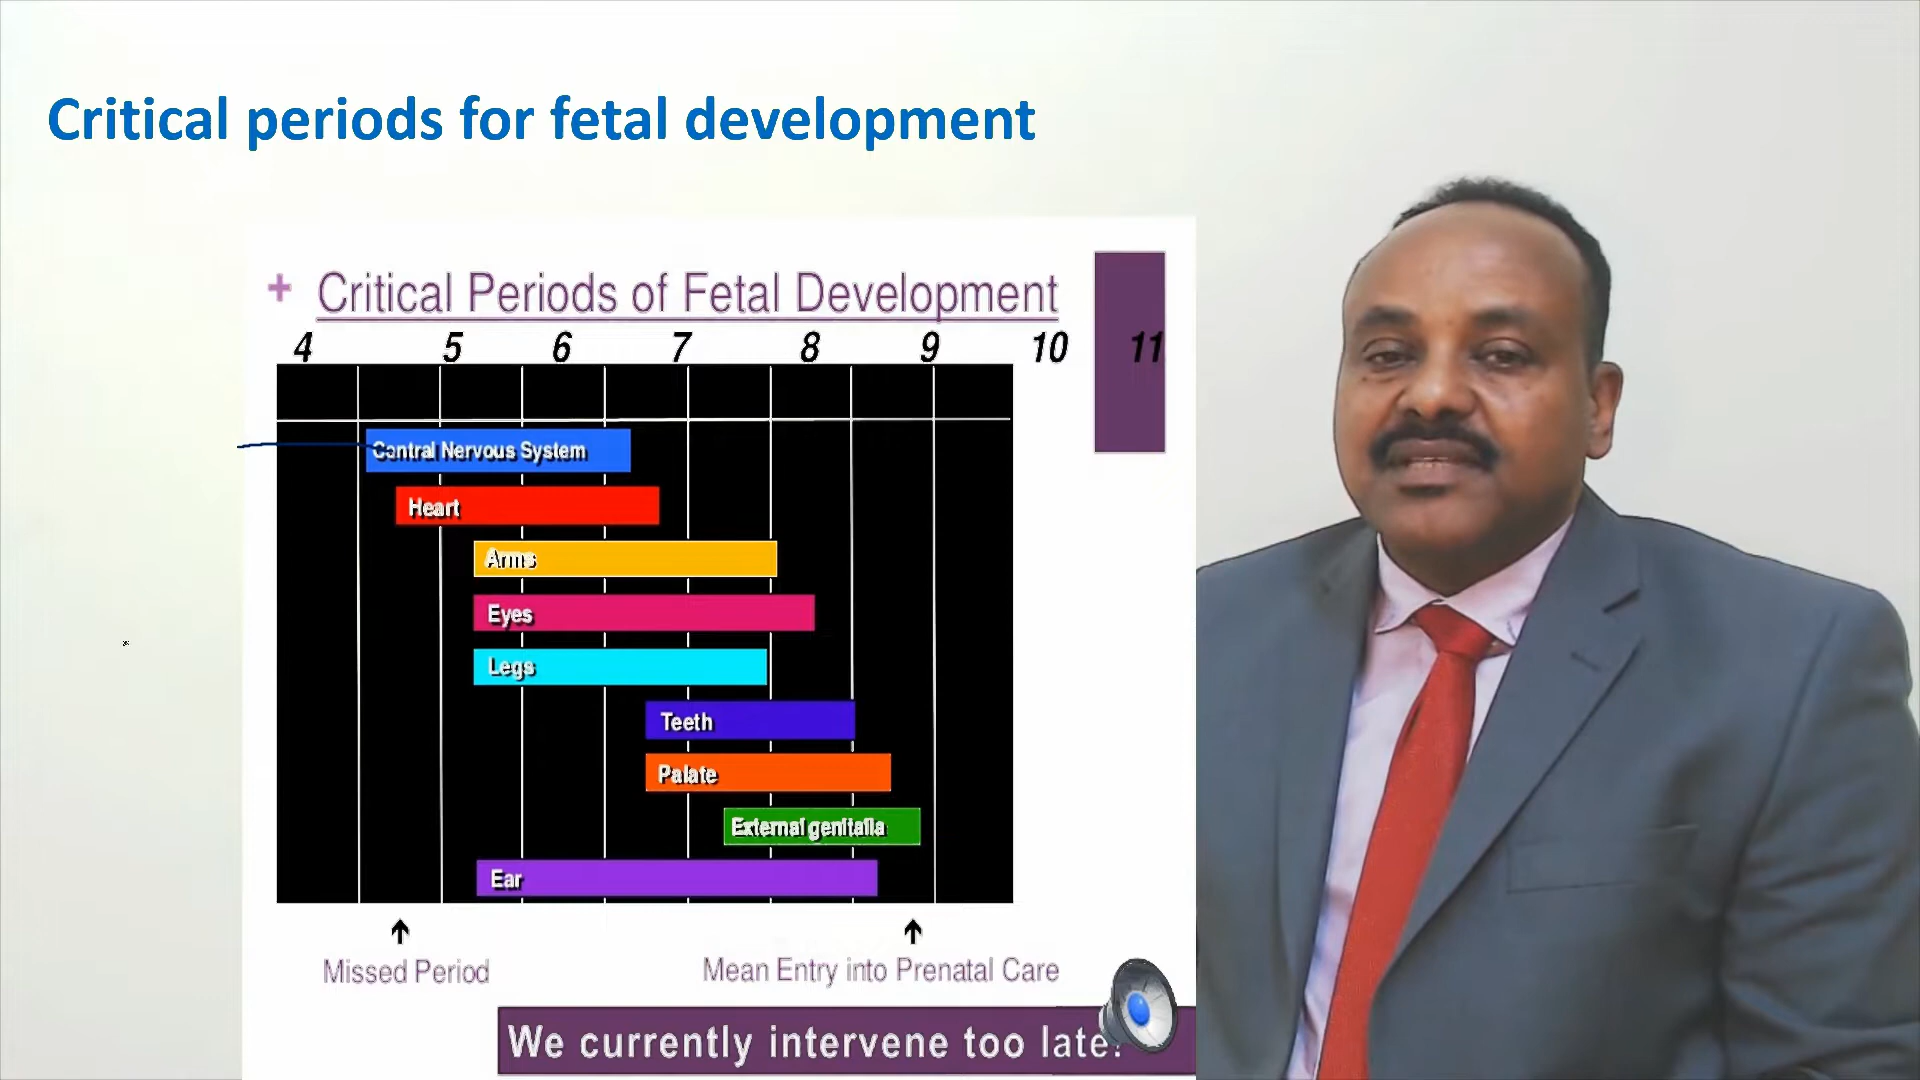 Critical periods for fetal development
+ Critical Periods of Fetal Development
4 5 6 7 8 9 10 11
Central Nervous System
Heart
Arms
Eyes
Legs
Teeth
Palate
External genitalia
Ear
Missed Period
Mean Entry into Prenatal Care
We currently intervene too late!